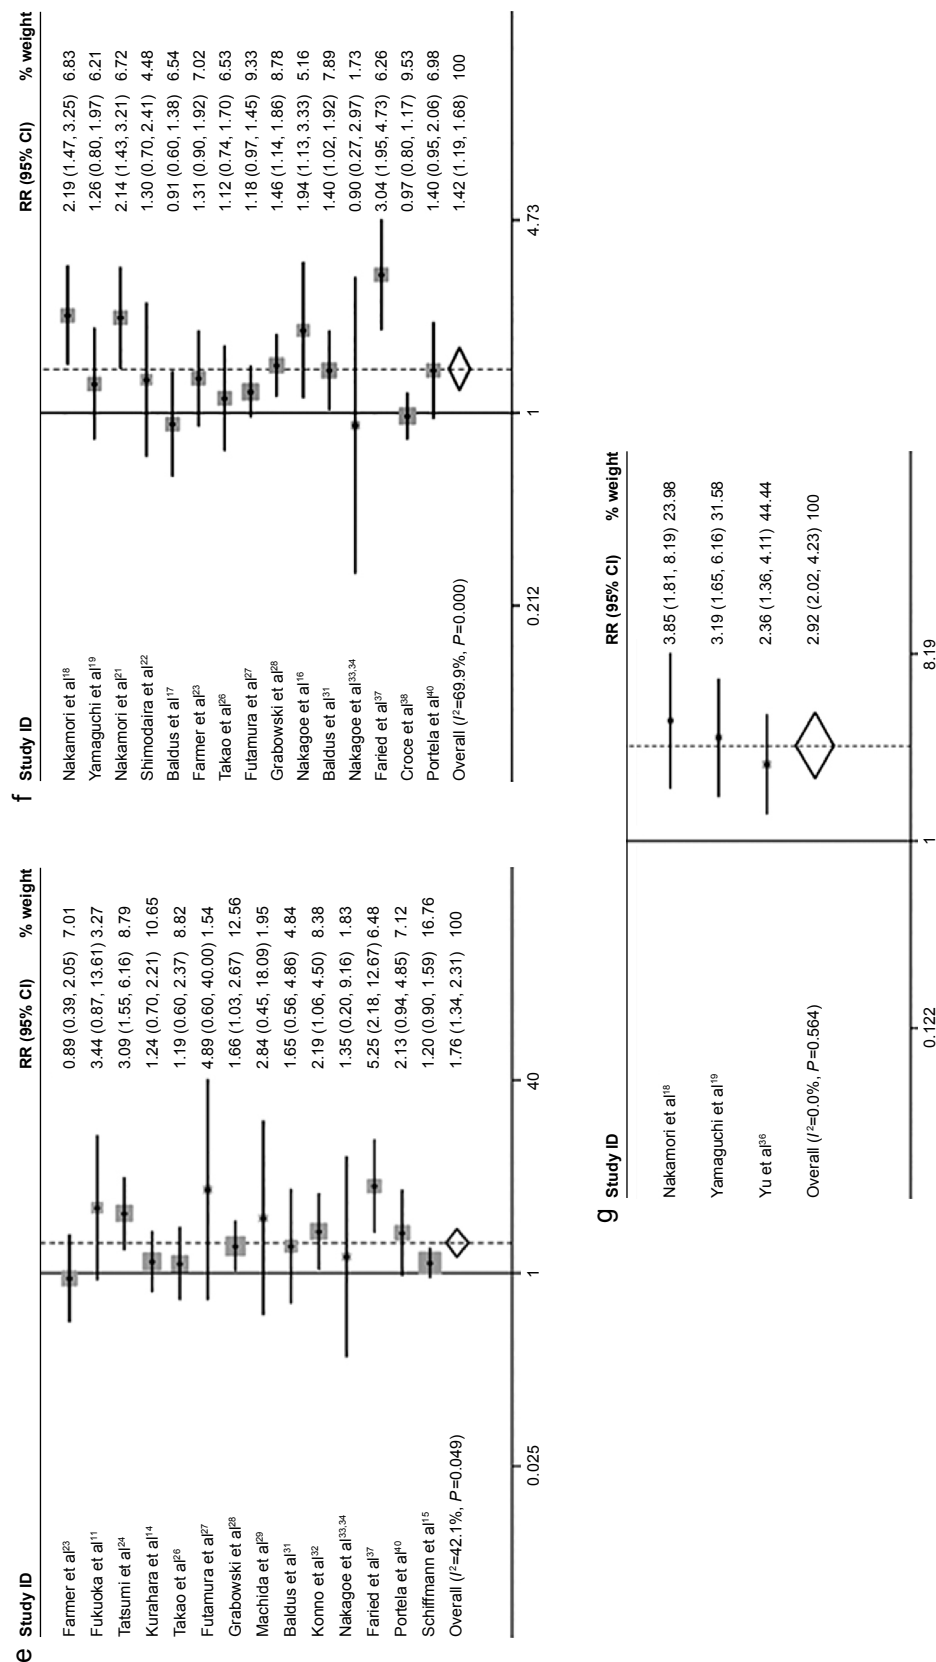 e
Study ID RR (95% CI) % weight
Farmer et al23 0.89 (0.39, 2.05) 7.01
Fukuoka et al11 3.44 (0.87, 13.61) 3.27
Tatsumi et al24 3.09 (1.55, 6.16) 8.79
Kurahara et al14 1.24 (0.70, 2.21) 10.65
Takao et al26 1.19 (0.60, 2.37) 8.82
Futamura et al27 4.89 (0.60, 40.00) 1.54
Grabowski et al28 1.66 (1.03, 2.67) 12.56
Machida et al29 2.84 (0.45, 18.09) 1.95
Baldus et al31 1.65 (0.56, 4.86) 4.84
Konno et al32 2.19 (1.06, 4.50) 8.38
Nakagoe et al33,34 1.35 (0.20, 9.16) 1.83
Faried et al37 5.25 (2.18, 12.67) 6.48
Portela et al40 2.13 (0.94, 4.85) 7.12
Schiffmann et al15 1.20 (0.90, 1.59) 16.76
Overall (I2=42.1%, P=0.049) 1.76 (1.34, 2.31) 100
0.025 1 40
f
Study ID RR (95% CI) % weight
Nakamori et al18 2.19 (1.47, 3.25) 6.83
Yamaguchi et al19 1.26 (0.80, 1.97) 6.21
Nakamori et al21 2.14 (1.43, 3.21) 6.72
Shimodaira et al22 1.30 (0.70, 2.41) 4.48
Baldus et al17 0.91 (0.60, 1.38) 6.54
Farmer et al23 1.31 (0.90, 1.92) 7.02
Takao et al26 1.12 (0.74, 1.70) 6.53
Futamura et al27 1.18 (0.97, 1.45) 9.33
Grabowski et al28 1.46 (1.14, 1.86) 8.78
Nakagoe et al16 1.94 (1.13, 3.33) 5.16
Baldus et al31 1.40 (1.02, 1.92) 7.89
Nakagoe et al33,34 0.90 (0.27, 2.97) 1.73
Faried et al37 3.04 (1.95, 4.73) 6.26
Croce et al38 0.97 (0.80, 1.17) 9.53
Portela et al40 1.40 (0.95, 2.06) 6.98
Overall (I2=69.9%, P=0.000) 1.42 (1.19, 1.68) 100
0.212 1 4.73
g
Study ID RR (95% CI) % weight
Nakamori et al18 3.85 (1.81, 8.19) 23.98
Yamaguchi et al19 3.19 (1.65, 6.16) 31.58
Yu et al36 2.36 (1.36, 4.11) 44.44
Overall (I2=0.0%, P=0.564) 2.92 (2.02, 4.23) 100
0.122 1 8.19